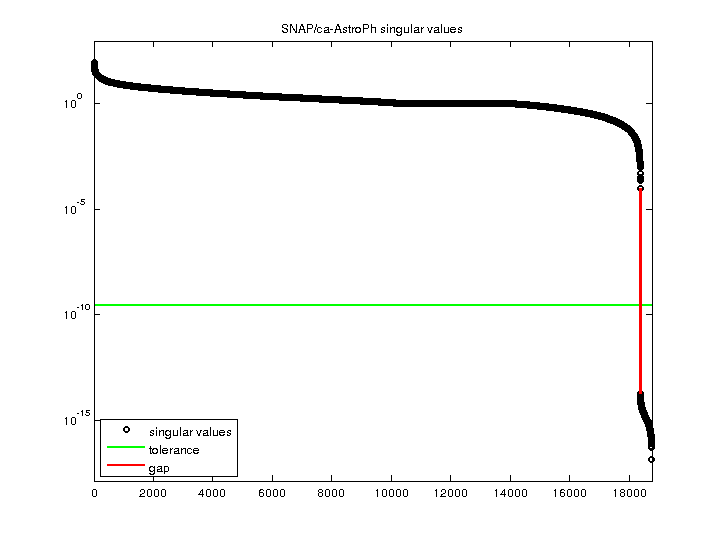 SNAP/ca-AstroPh singular values
10^0
10^-5
10^-10
10^-15
singular values
tolerance
gap
0 2000 4000 6000 8000 10000 12000 14000 16000 18000